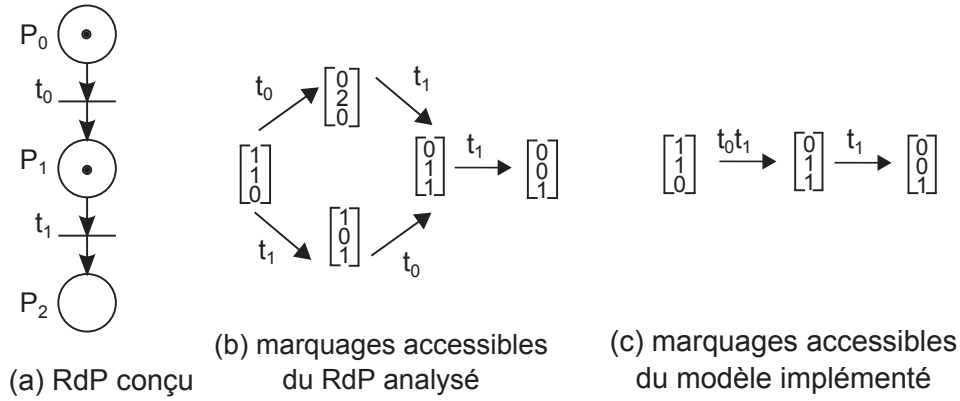 P0
t0
P1
t1
P2
(a) RdP conçu
t0
[0 2 0]
t1
[1 1 0]
[0 1 1]
t1
[0 0 1]
t1
[1 0 1]
t0
(b) marquages accessibles
du RdP analysé
[1 1 0]
t0t1
[0 1 1]
t1
[0 0 1]
(c) marquages accessibles
du modèle implémenté